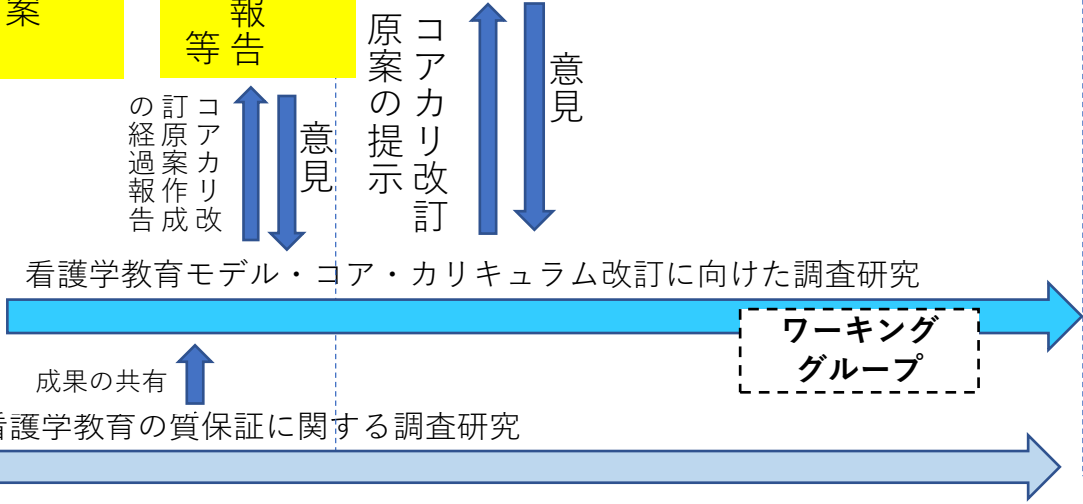 案
報告
等
コアカリ改
訂原案作成
の経過報告
意見
コアカリ改訂
原案の提示
意見
看護学教育モデル・コア・カリキュラム改訂に向けた調査研究
ワーキング
グループ
成果の共有
看護学教育の質保証に関する調査研究